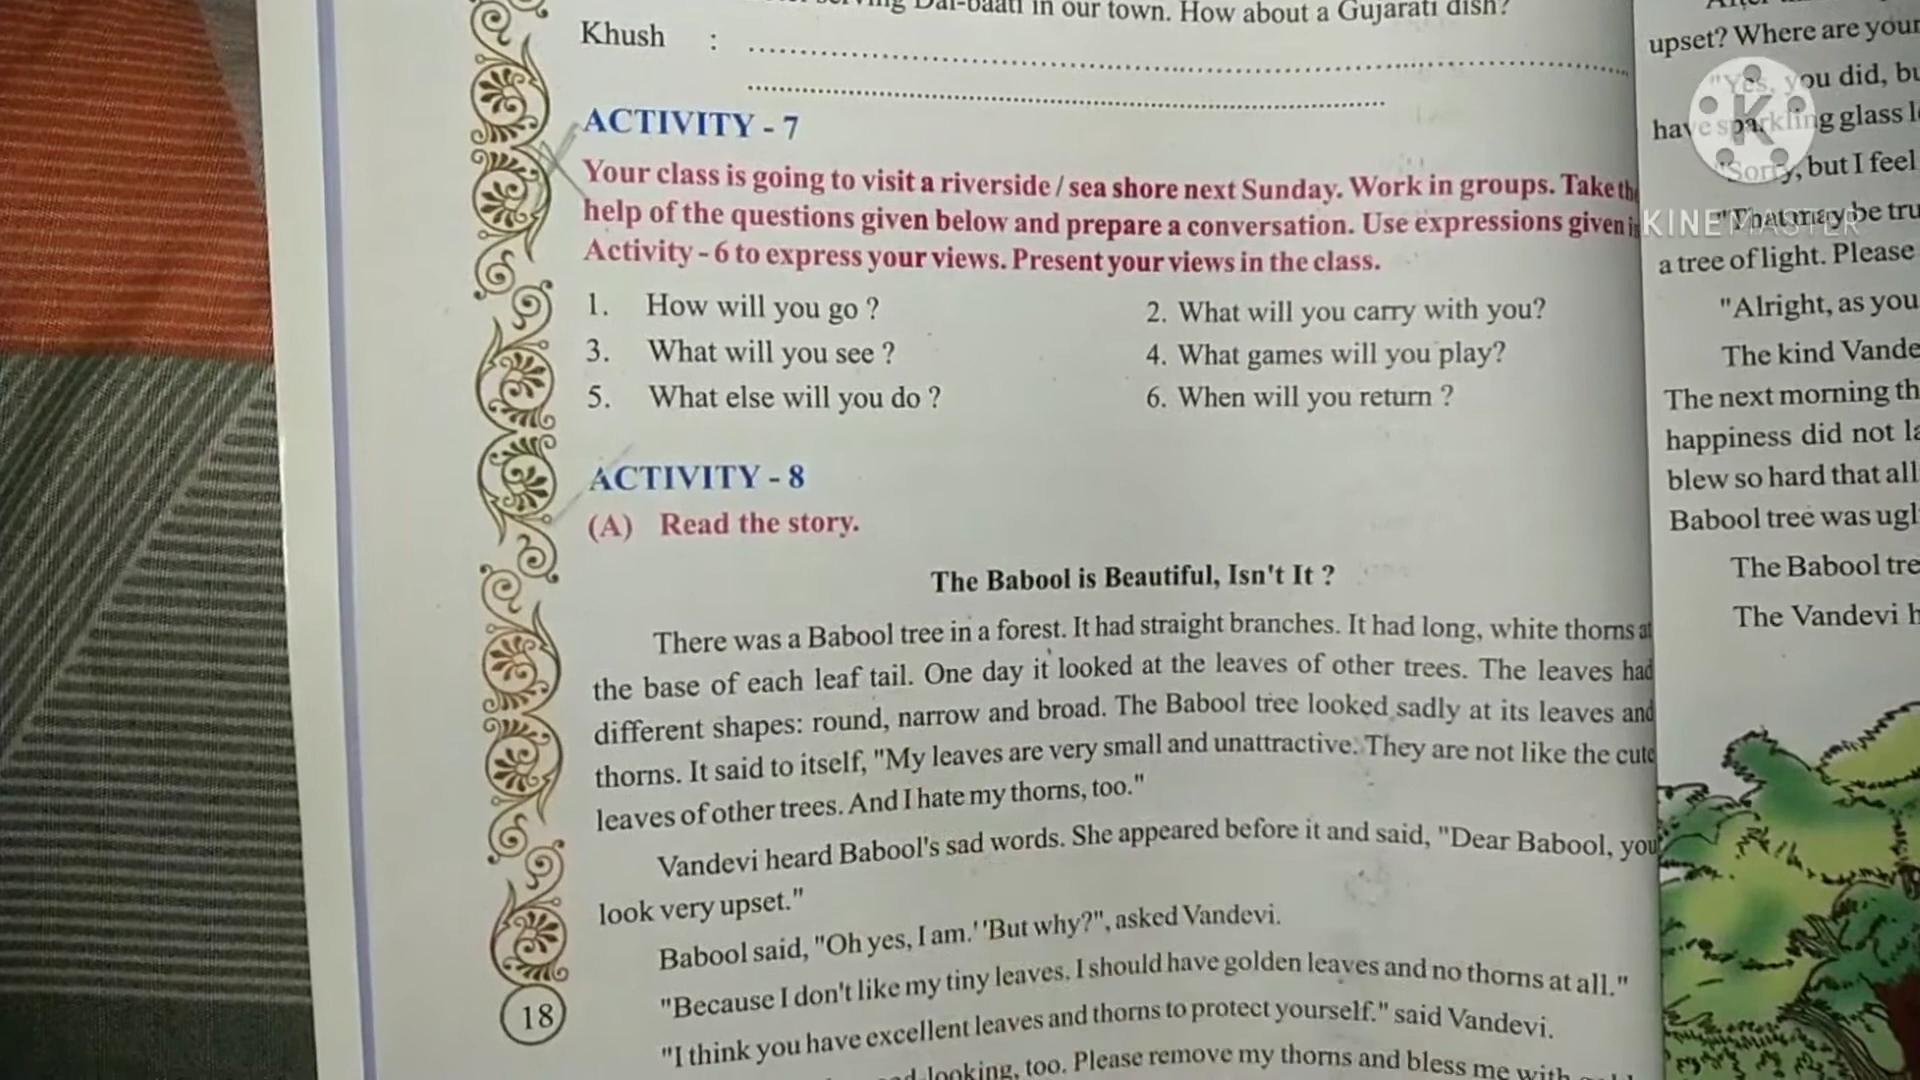 serving Dal-baati in our town. How about a Gujarati dish?
Khush :
ACTIVITY - 7
Your class is going to visit a riverside / sea shore next Sunday. Work in groups. Take the
help of the questions given below and prepare a conversation. Use expressions given in
Activity - 6 to express your views. Present your views in the class.
1. How will you go ?
2. What will you carry with you?
3. What will you see ?
4. What games will you play?
5. What else will you do ?
6. When will you return ?
ACTIVITY - 8
(A) Read the story.
The Babool is Beautiful, Isn't It ?
There was a Babool tree in a forest. It had straight branches. It had long, white thorns at
the base of each leaf tail. One day it looked at the leaves of other trees. The leaves had
different shapes: round, narrow and broad. The Babool tree looked sadly at its leaves and
thorns. It said to itself, "My leaves are very small and unattractive. They are not like the cute
leaves of other trees. And I hate my thorns, too."
Vandevi heard Babool's sad words. She appeared before it and said, "Dear Babool, you
look very upset."
Babool said, "Oh yes, I am.' 'But why?", asked Vandevi.
"Because I don't like my tiny leaves. I should have golden leaves and no thorns at all."
"I think you have excellent leaves and thorns to protect yourself." said Vandevi.
looking, too. Please remove my thorns and bless me with
18
upset? Where are your
"Yes, you did, bu
have sparkling glass l
"Sorry, but I feel
"That may be tru
a tree of light. Please
"Alright, as you
The kind Vande
The next morning th
happiness did not la
blew so hard that all
Babool tree was ugl
The Babool tre
The Vandevi h
K
KINEMASTER